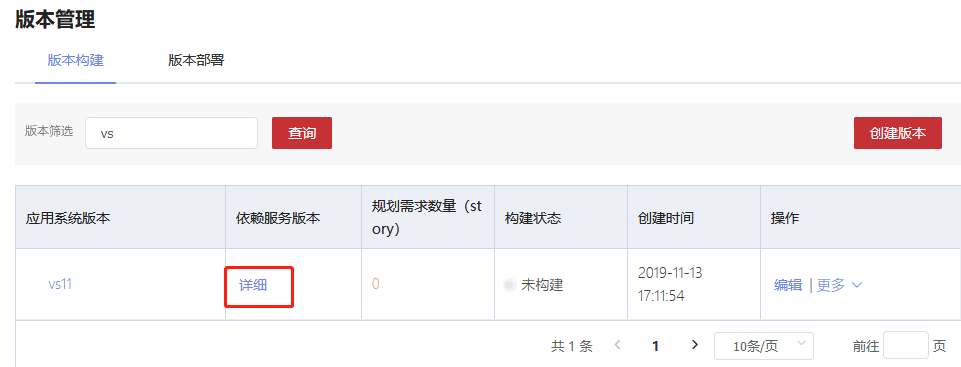 版本管理
版本构建 版本部署
版本筛选 vs 查询 创建版本
应用系统版本 依赖服务版本 规划需求数量（st
ory） 构建状态 创建时间 操作
vs11 详细 0 未构建 2019-11-13
17:11:54 编辑 | 更多
共 1 条 < 1 > 10条/页 前往 页